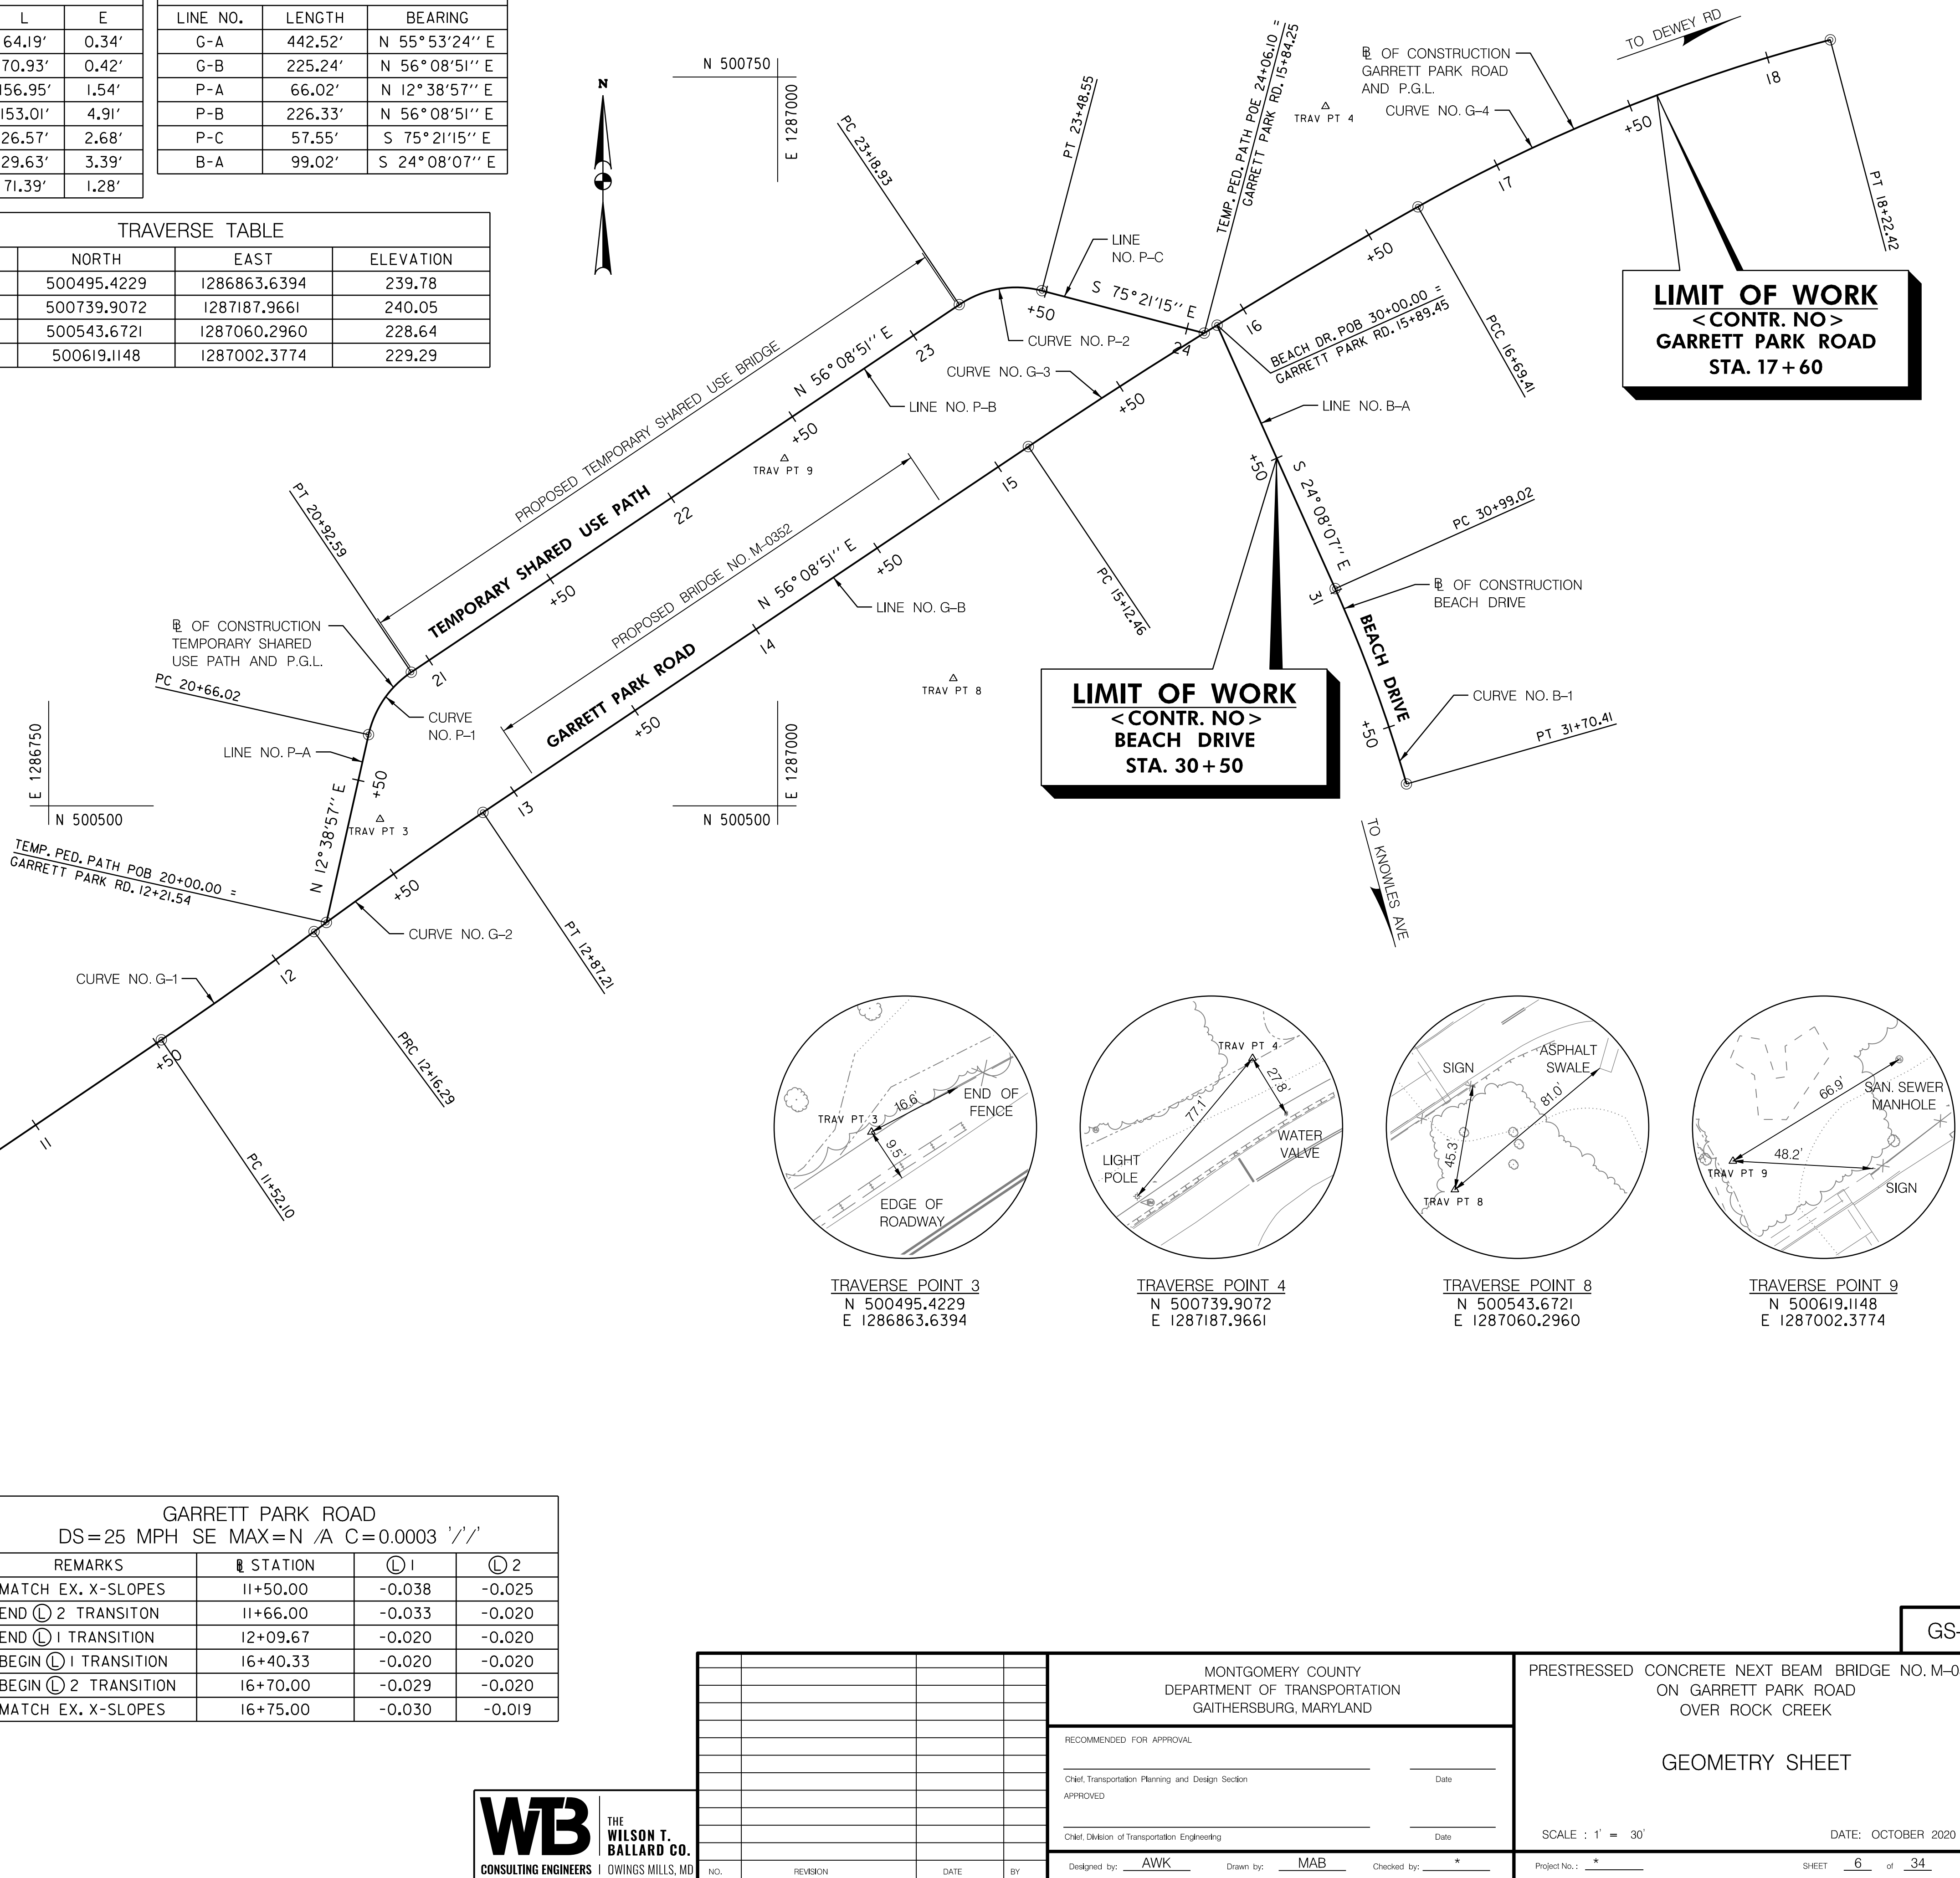 L E
64.19' 0.34'
70.93' 0.42'
156.95' 1.54'
153.01' 4.91'
26.57' 2.68'
29.63' 3.39'
71.39' 1.28'
LINE NO. LENGTH BEARING
G-A 442.52' N 55°53'24'' E
G-B 225.24' N 56°08'51'' E
P-A 66.02' N 12°38'57'' E
P-B 226.33' N 56°08'51'' E
P-C 57.55' S 75°21'15'' E
B-A 99.02' S 24°08'07'' E
TRAVERSE TABLE
NORTH EAST ELEVATION
500495.4229 1286863.6394 239.78
500739.9072 1287187.9661 240.05
500543.6721 1287060.2960 228.64
500619.1148 1287002.3774 229.29
N
N 500750
E 1287000
PC 23+18.93
PT 23+48.55
TEMP. PED. PATH POE 24+06.10 =
GARRETT PARK RD. 15+84.25
TRAV PT 4
℄ OF CONSTRUCTION
GARRETT PARK ROAD
AND P.G.L.
CURVE NO. G-4
TO DEWEY RD
18
+50
17
PT 18+22.42
+50
PCC 16+69.41
16
LIMIT OF WORK
<CONTR. NO>
GARRETT PARK ROAD
STA. 17+60
LINE
NO. P-C
S 75°21'15'' E
+50
CURVE NO. P-2
24
BEACH DR. POB 30+00.00 =
GARRETT PARK RD. 15+89.45
CURVE NO. G-3
+50
LINE NO. B-A
N 56°08'51'' E
23
LINE NO. P-B
+50
PROPOSED TEMPORARY SHARED USE BRIDGE
TRAV PT 9
22
TEMPORARY SHARED USE PATH
+50
PROPOSED BRIDGE NO. M-0352
15
+50
N 56°08'51'' E
LINE NO. G-B
14
PC 15+12.46
+50
S 24°08'07'' E
PC 30+99.02
31
℄ OF CONSTRUCTION
BEACH DRIVE
BEACH DRIVE
CURVE NO. B-1
+50
PT 31+70.41
LIMIT OF WORK
<CONTR. NO>
BEACH DRIVE
STA. 30+50
TRAV PT 8
PT 20+92.59
℄ OF CONSTRUCTION
TEMPORARY SHARED
USE PATH AND P.G.L.
21
PC 20+66.02
CURVE
NO. P-1
GARRETT PARK ROAD
+50
LINE NO. P-A
+50
13
E 1286750
N 500500
E 1287000
N 500500
TRAV PT 3
N 12°38'57'' E
TEMP. PED. PATH POB 20+00.00 =
GARRETT PARK RD. 12+21.54
+50
CURVE NO. G-2
PT 12+87.21
TO KNOWLES AVE
CURVE NO. G-1
12
PRC 12+16.29
+50
PC 11+52.10
11
TRAV PT 3
16.6'
END OF
FENCE
9.5'
EDGE OF
ROADWAY
TRAVERSE POINT 3
N 500495.4229
E 1286863.6394
TRAV PT 4
27.8'
77.1'
WATER
VALVE
LIGHT
POLE
TRAVERSE POINT 4
N 500739.9072
E 1287187.9661
SIGN
ASPHALT
SWALE
81.0'
45.3'
TRAV PT 8
TRAVERSE POINT 8
N 500543.6721
E 1287060.2960
66.9'
SAN. SEWER
MANHOLE
48.2'
TRAV PT 9
SIGN
TRAVERSE POINT 9
N 500619.1148
E 1287002.3774
GARRETT PARK ROAD
DS=25 MPH SE MAX=N /A C=0.0003 '/'/'
REMARKS ℄ STATION Ⓛ 1 Ⓛ 2
MATCH EX. X-SLOPES 11+50.00 -0.038 -0.025
END Ⓛ 2 TRANSITON 11+66.00 -0.033 -0.020
END Ⓛ 1 TRANSITION 12+09.67 -0.020 -0.020
BEGIN Ⓛ 1 TRANSITION 16+40.33 -0.020 -0.020
BEGIN Ⓛ 2 TRANSITION 16+70.00 -0.029 -0.020
MATCH EX. X-SLOPES 16+75.00 -0.030 -0.019
WTB
THE
WILSON T.
BALLARD CO.
CONSULTING ENGINEERS | OWINGS MILLS, MD
NO. REVISION DATE BY
MONTGOMERY COUNTY
DEPARTMENT OF TRANSPORTATION
GAITHERSBURG, MARYLAND
RECOMMENDED FOR APPROVAL
Chief, Transportation Planning and Design Section Date
APPROVED
Chief, Division of Transportation Engineering Date
Designed by: AWK Drawn by: MAB Checked by: *
GS-
PRESTRESSED CONCRETE NEXT BEAM BRIDGE NO. M-0
ON GARRETT PARK ROAD
OVER ROCK CREEK
GEOMETRY SHEET
SCALE : 1' = 30' DATE: OCTOBER 2020
Project No.: * SHEET 6 of 34